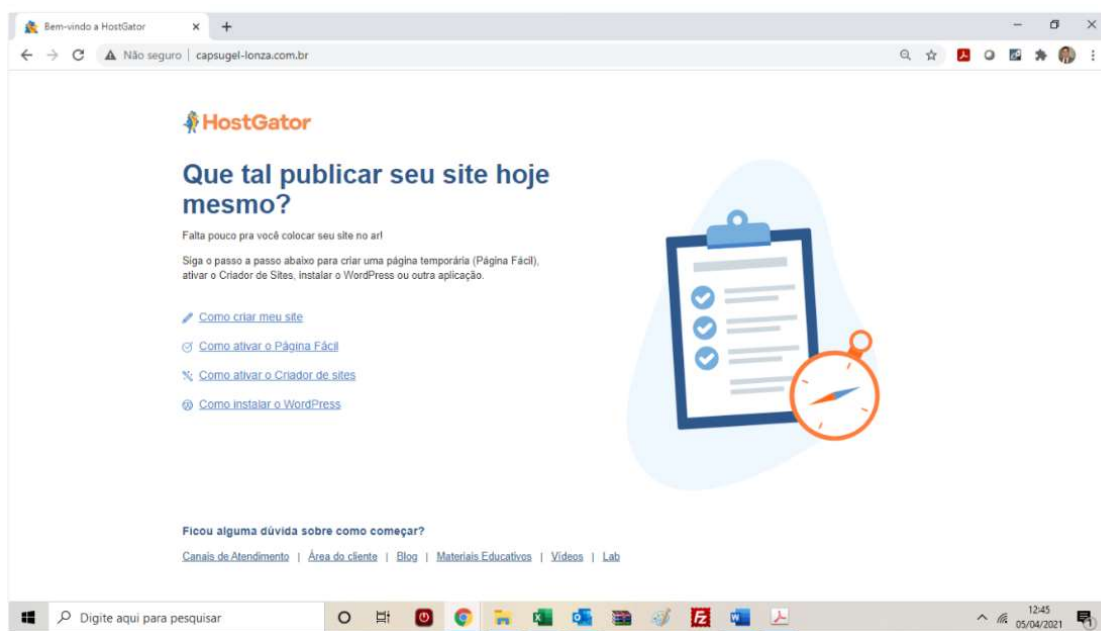 Bem-vindo a HostGator
Não seguro | capsugel-lonza.com.br
HostGator
Que tal publicar seu site hoje
mesmo?
Falta pouco pra você colocar seu site no ar!
Siga o passo a passo abaixo para criar uma página temporária (Página Fácil),
ativar o Criador de Sites, instalar o WordPress ou outra aplicação.
Como criar meu site
Como ativar o Página Fácil
Como ativar o Criador de sites
Como instalar o WordPress
Ficou alguma dúvida sobre como começar?
Canais de Atendimento | Área do cliente | Blog | Materiais Educativos | Vídeos | Lab
Digite aqui para pesquisar
12:45
05/04/2021